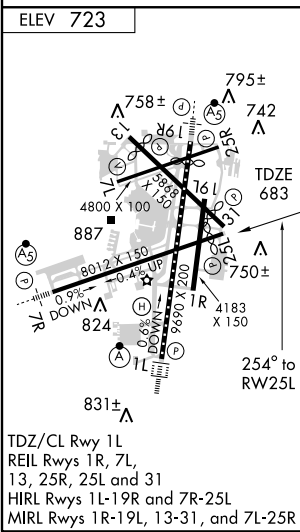 ELEV 723
795±
758±
A5
742
13
19R
P
25R
TDZE
683
V
7L
5868
X 150
19L
4800 X 100
31
887
25L
A5
8012 X 150
750±
P
0.9%
DOWN
0.4% UP
7R
H
1R
4183
X 150
824
9690 X 200
0.6%
DOWN
A
1L
P
254° to
RW25L
831±
TDZ/CL Rwy 1L
REIL Rwys 1R, 7L,
13, 25R, 25L and 31
HIRL Rwys 1L-19R and 7R-25L
MIRL Rwys 1R-19L, 13-31, and 7L-25R